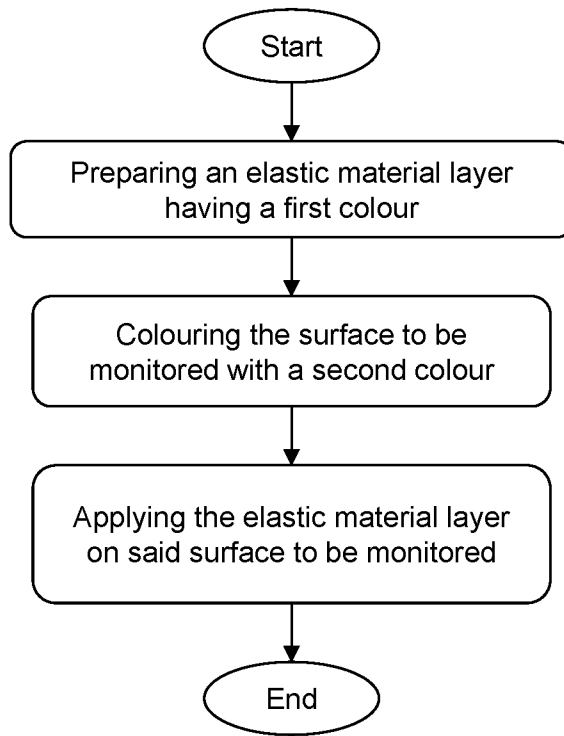 Start
Preparing an elastic material layer
having a first colour
Colouring the surface to be
monitored with a second colour
Applying the elastic material layer
on said surface to be monitored
End